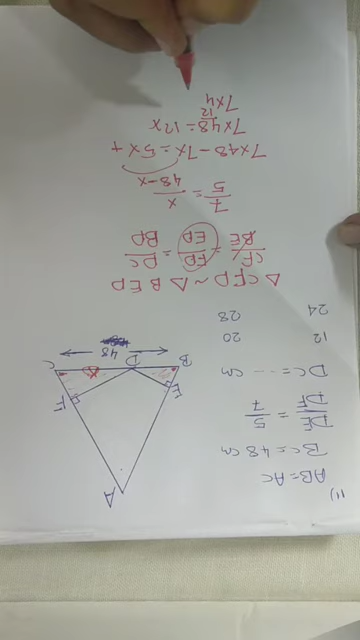 11)
AB = AC
BC = 48 cm
DE/DF = 5/7
DC = .... cm
12 20
24 28
A
E F
B D x C
48
Δ CFD ~ Δ BED
CF/BE = FD/ED = DC/BD
7/5 = x/48-x
7×48 - 7x = 5x +
7×48 = 12x
12
7×4